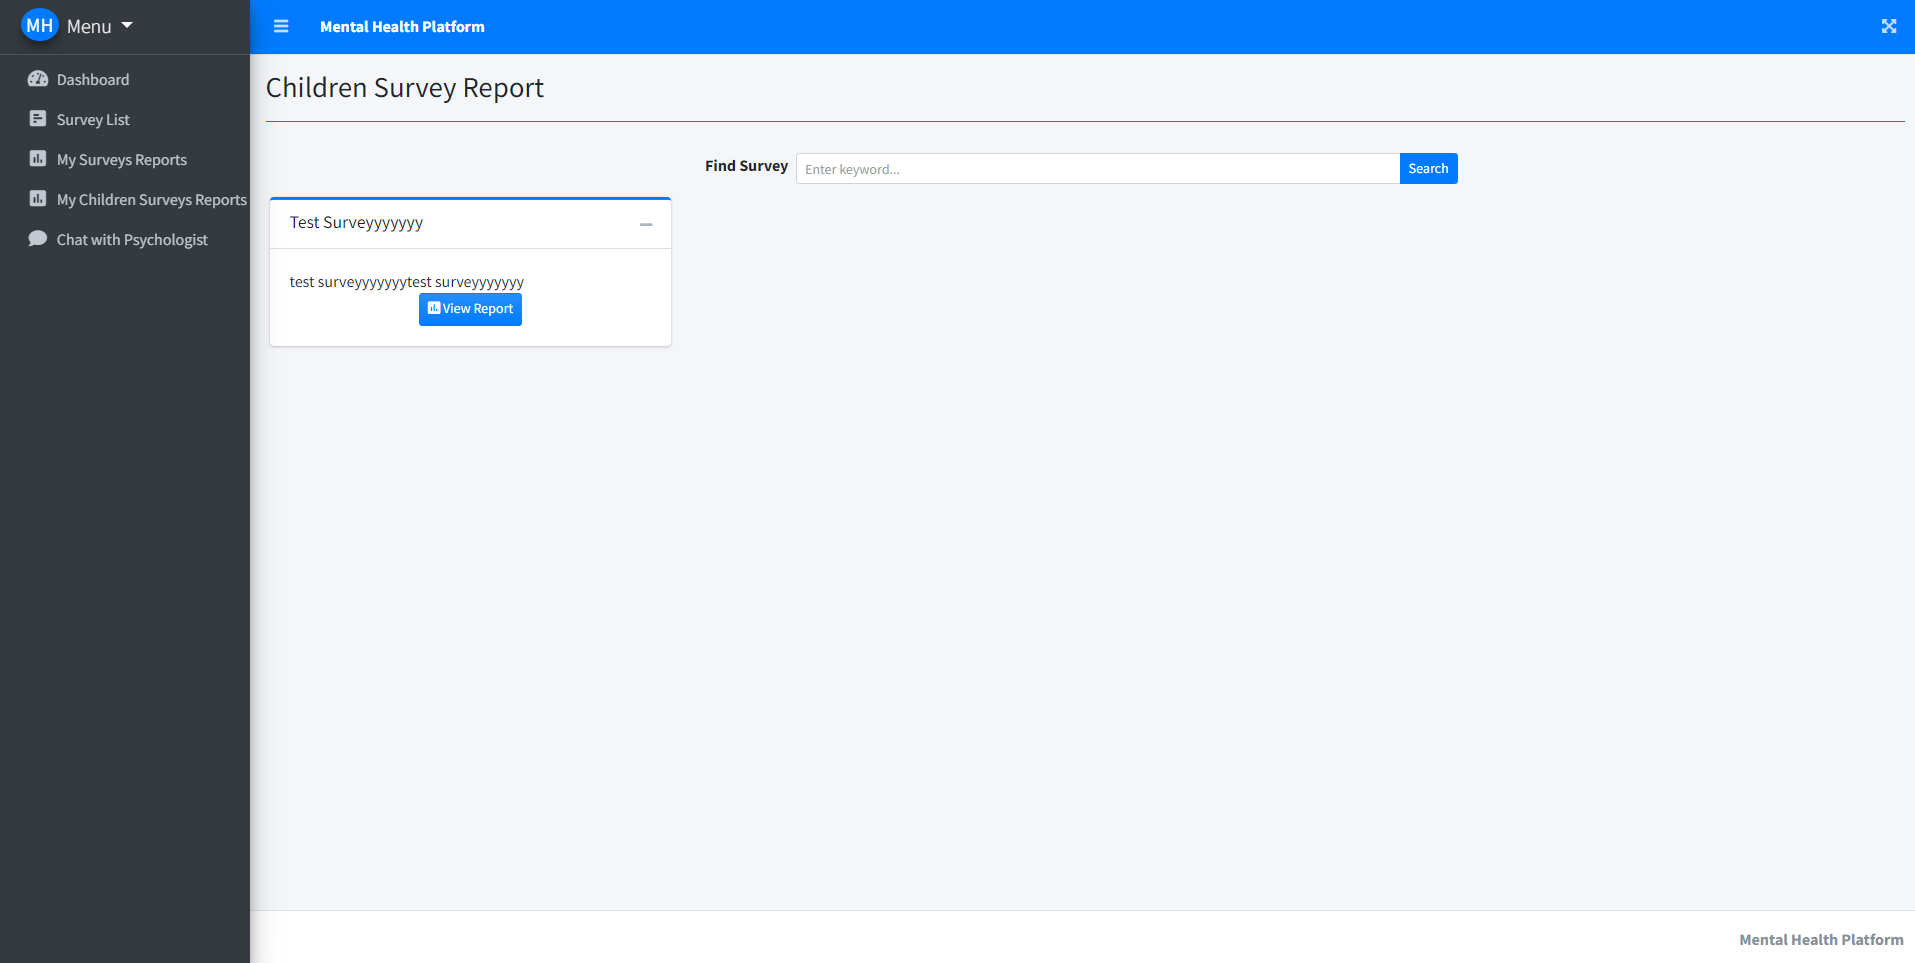 MH Menu
Mental Health Platform
Dashboard
Survey List
My Surveys Reports
My Children Surveys Reports
Chat with Psychologist
Children Survey Report
Find Survey Enter keyword... Search
Test Surveyyyyyyy
test surveyyyyyyytest surveyyyyyyy
View Report
Mental Health Platform